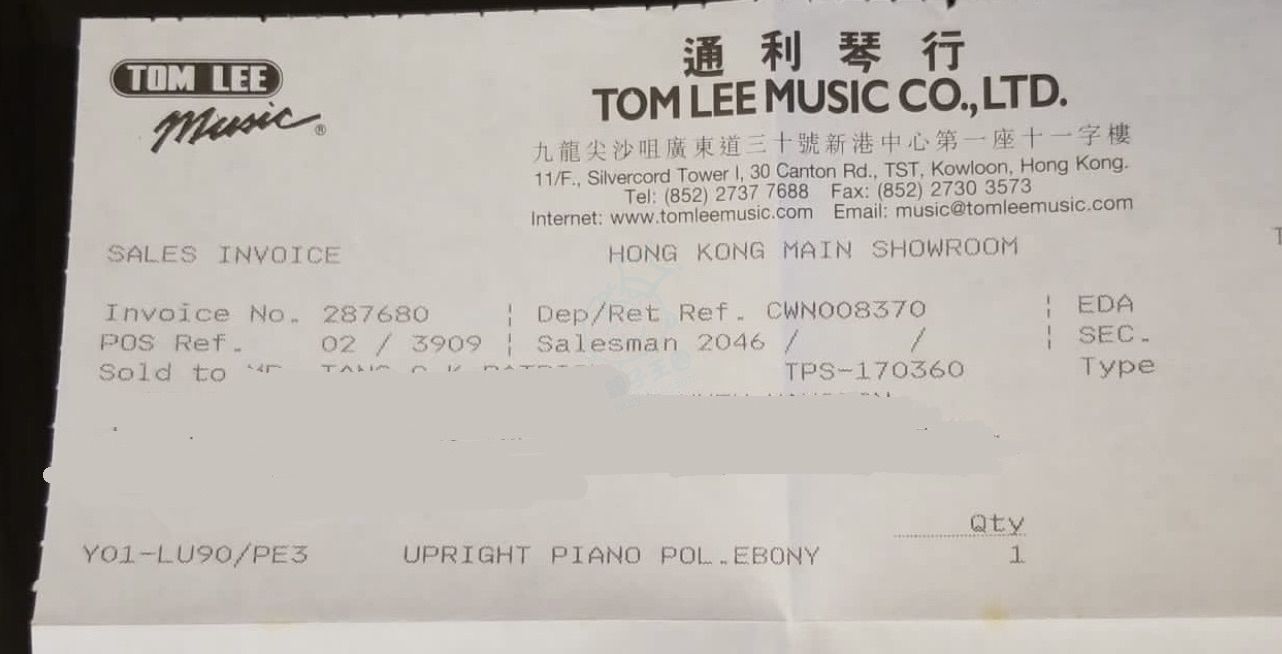 TOM LEE
Music®
通利琴行
TOM LEE MUSIC CO., LTD.
九龍尖沙咀廣東道三十號新港中心第一座十一字樓
11/F., Silvercord Tower I, 30 Canton Rd., TST, Kowloon, Hong Kong.
Tel: (852) 2737 7688 Fax: (852) 2730 3573
Internet: www.tomleemusic.com Email: music@tomleemusic.com
SALES INVOICE HONG KONG MAIN SHOWROOM
Invoice No. 287680 ¦ Dep/Ret Ref. CWN008370 ¦ EDA
POS Ref. 02 / 3909 ¦ Salesman 2046 / / ¦ SEC.
Sold to TPS-170360 Type
Qty
Y01-LU90/PE3 UPRIGHT PIANO POL.EBONY 1